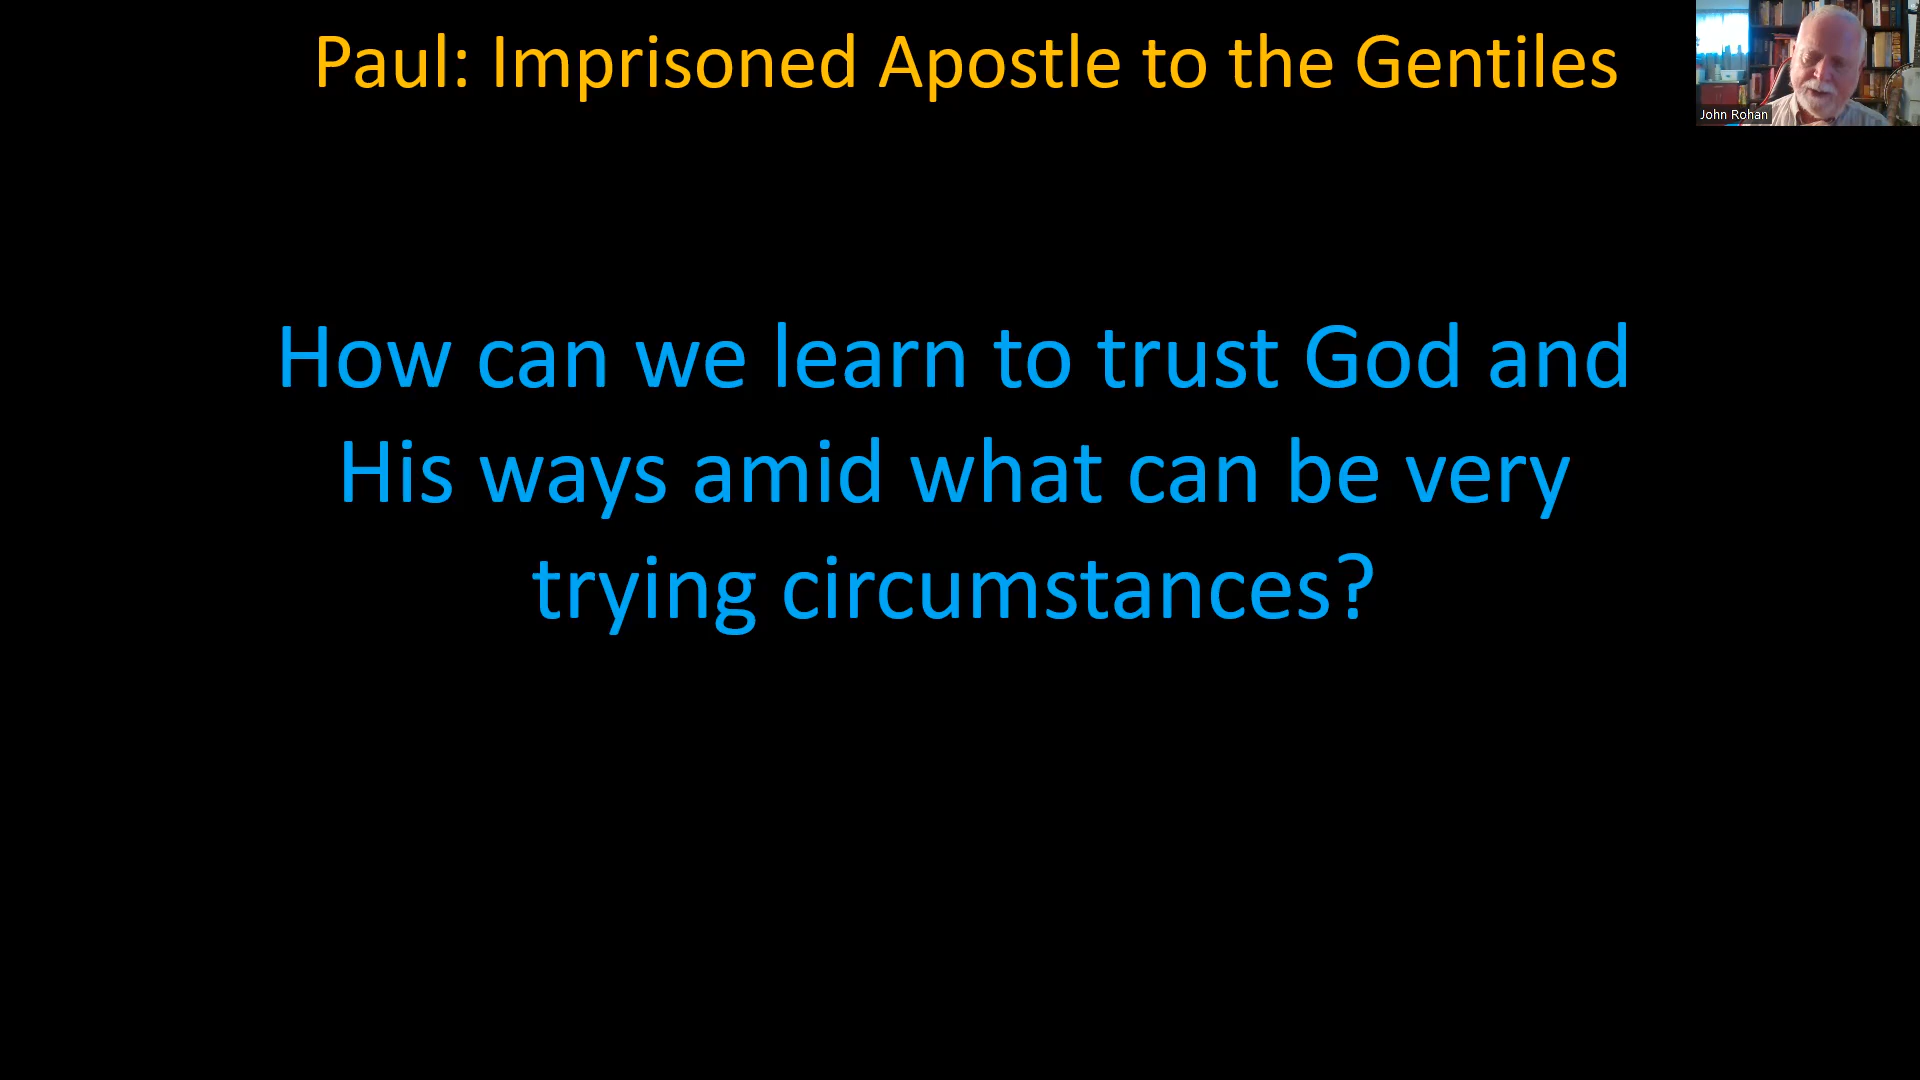 Paul: Imprisoned Apostle to the Gentiles
John Rohan
How can we learn to trust God and
His ways amid what can be very
trying circumstances?